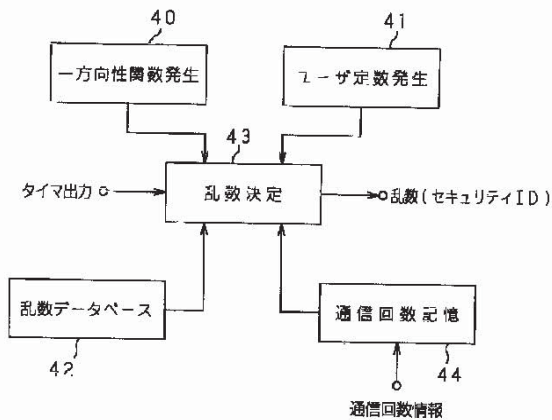 40
41
一方向性関数発生
ユーザ定数発生
43
タイマ出力
乱数決定
乱数(セキュリティID)
乱数データベース
通信回数記憶
42
44
通信回数情報